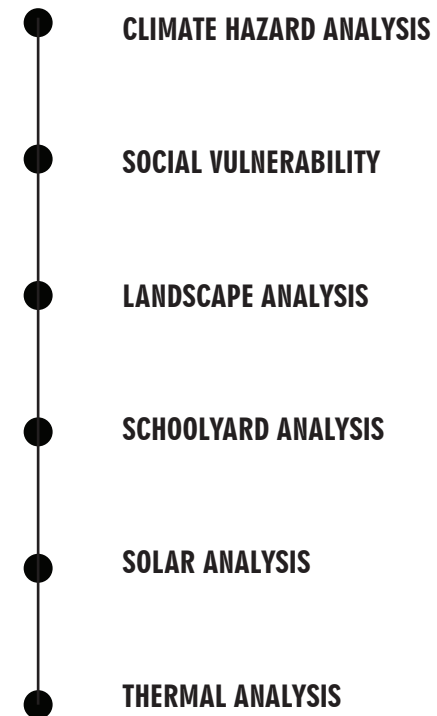 CLIMATE HAZARD ANALYSIS
SOCIAL VULNERABILITY
LANDSCAPE ANALYSIS
SCHOOLYARD ANALYSIS
SOLAR ANALYSIS
THERMAL ANALYSIS